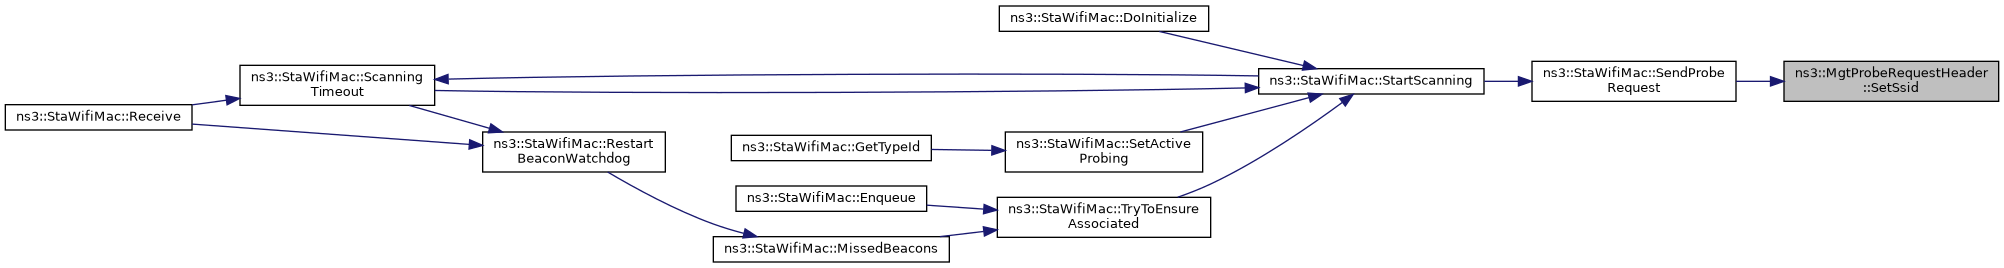 ns3::StaWifiMac::DoInitialize
ns3::StaWifiMac::Scanning
Timeout
ns3::StaWifiMac::StartScanning
ns3::StaWifiMac::SendProbe
Request
ns3::MgtProbeRequestHeader
::SetSsid
ns3::StaWifiMac::Receive
ns3::StaWifiMac::Restart
BeaconWatchdog
ns3::StaWifiMac::GetTypeId
ns3::StaWifiMac::SetActive
Probing
ns3::StaWifiMac::Enqueue
ns3::StaWifiMac::TryToEnsure
Associated
ns3::StaWifiMac::MissedBeacons